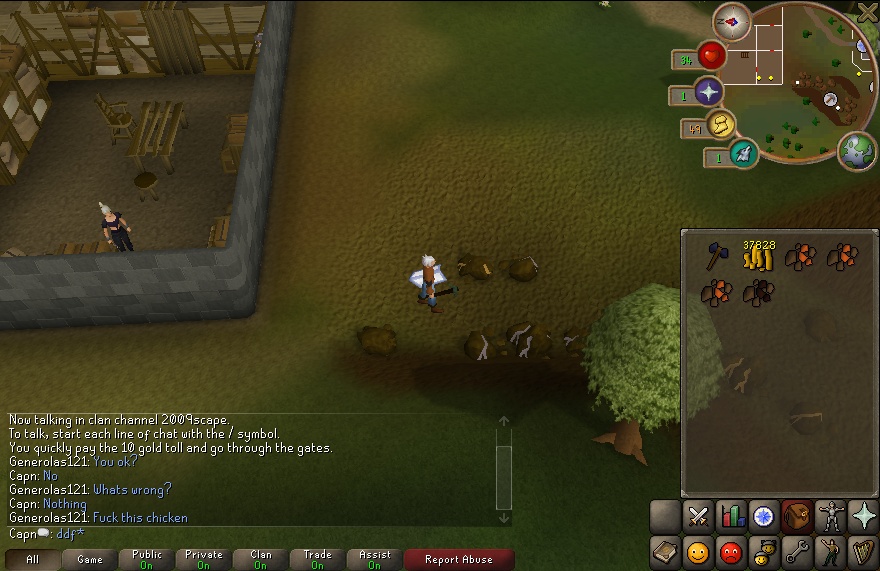 N
34
1
49
1
37828
Now talking in clan channel 2009scape.
To talk, start each line of chat with the / symbol.
You quickly pay the 10 gold toll and go through the gates.
Generolas121: You ok?
Capn: No
Generolas121: Whats wrong?
Capn: Nothing
Generolas121: Fuck this chicken
Capn: ddf*
All
Game
Public
On
Private
On
Clan
On
Trade
On
Assist
On
Report Abuse